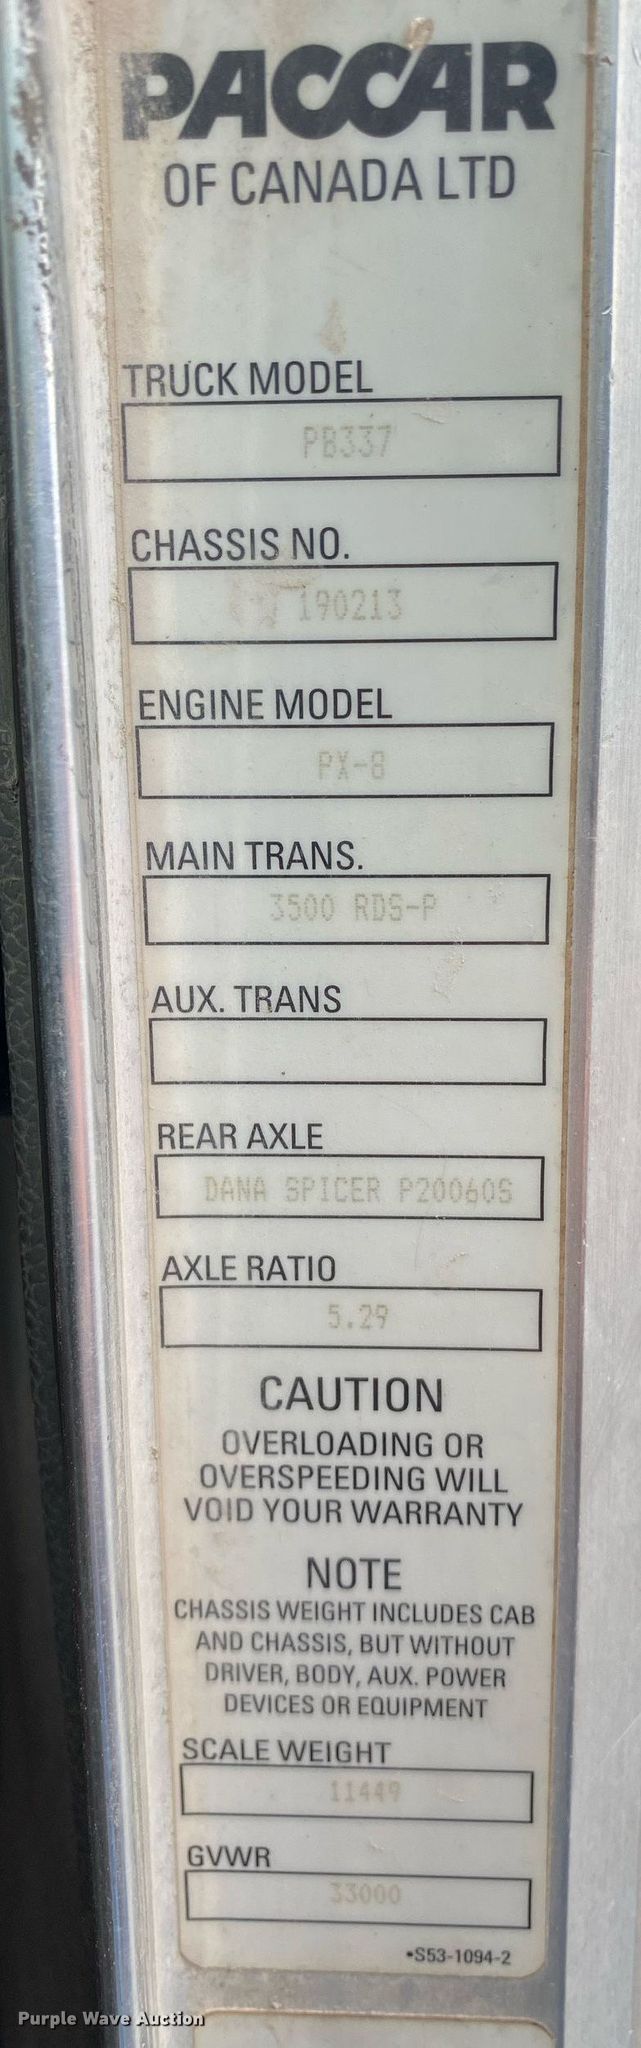 PACCAR
OF CANADA LTD
TRUCK MODEL
PB337
CHASSIS NO.
190213
ENGINE MODEL
PX-8
MAIN TRANS.
3500 RDS-P
AUX. TRANS
REAR AXLE
DANA SPICER P20060S
AXLE RATIO
5.29
CAUTION
OVERLOADING OR
OVERSPEEDING WILL
VOID YOUR WARRANTY
NOTE
CHASSIS WEIGHT INCLUDES CAB
AND CHASSIS, BUT WITHOUT
DRIVER, BODY, AUX. POWER
DEVICES OR EQUIPMENT
SCALE WEIGHT
11449
GVWR
33000
•S53-1094-2
Purple Wave Auction